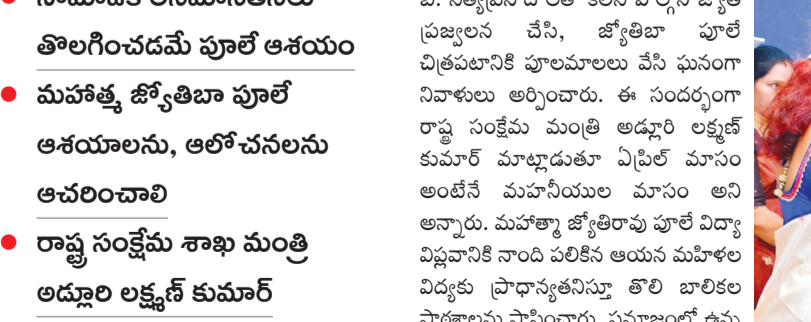 తొలగించడమే పూలే ఆశయం
మహాత్మ జ్యోతిబా పూలే
ఆశయాలను, ఆలోచనలను
ఆచరించాలి
రాష్ట్ర సంక్షేమ శాఖ మంత్రి
అడ్లూరి లక్ష్మణ్ కుమార్
ప్రజ్వలన చేసి, జ్యోతిబా పూలే
చిత్రపటానికి పూలమాలలు వేసి ఘనంగా
నివాళులు అర్పించారు. ఈ సందర్భంగా
రాష్ట్ర సంక్షేమ మంత్రి అడ్లూరి లక్ష్మణ్
కుమార్ మాట్లాడుతూ ఏప్రిల్ మాసం
అంటేనే మహనీయుల మాసం అని
అన్నారు. మహాత్మా జ్యోతిరావు పూలే విద్యా
విప్లవానికి నాంది పలికిన ఆయన మహిళల
విద్యకు ప్రాధాన్యతనిస్తూ తొలి బాలికల